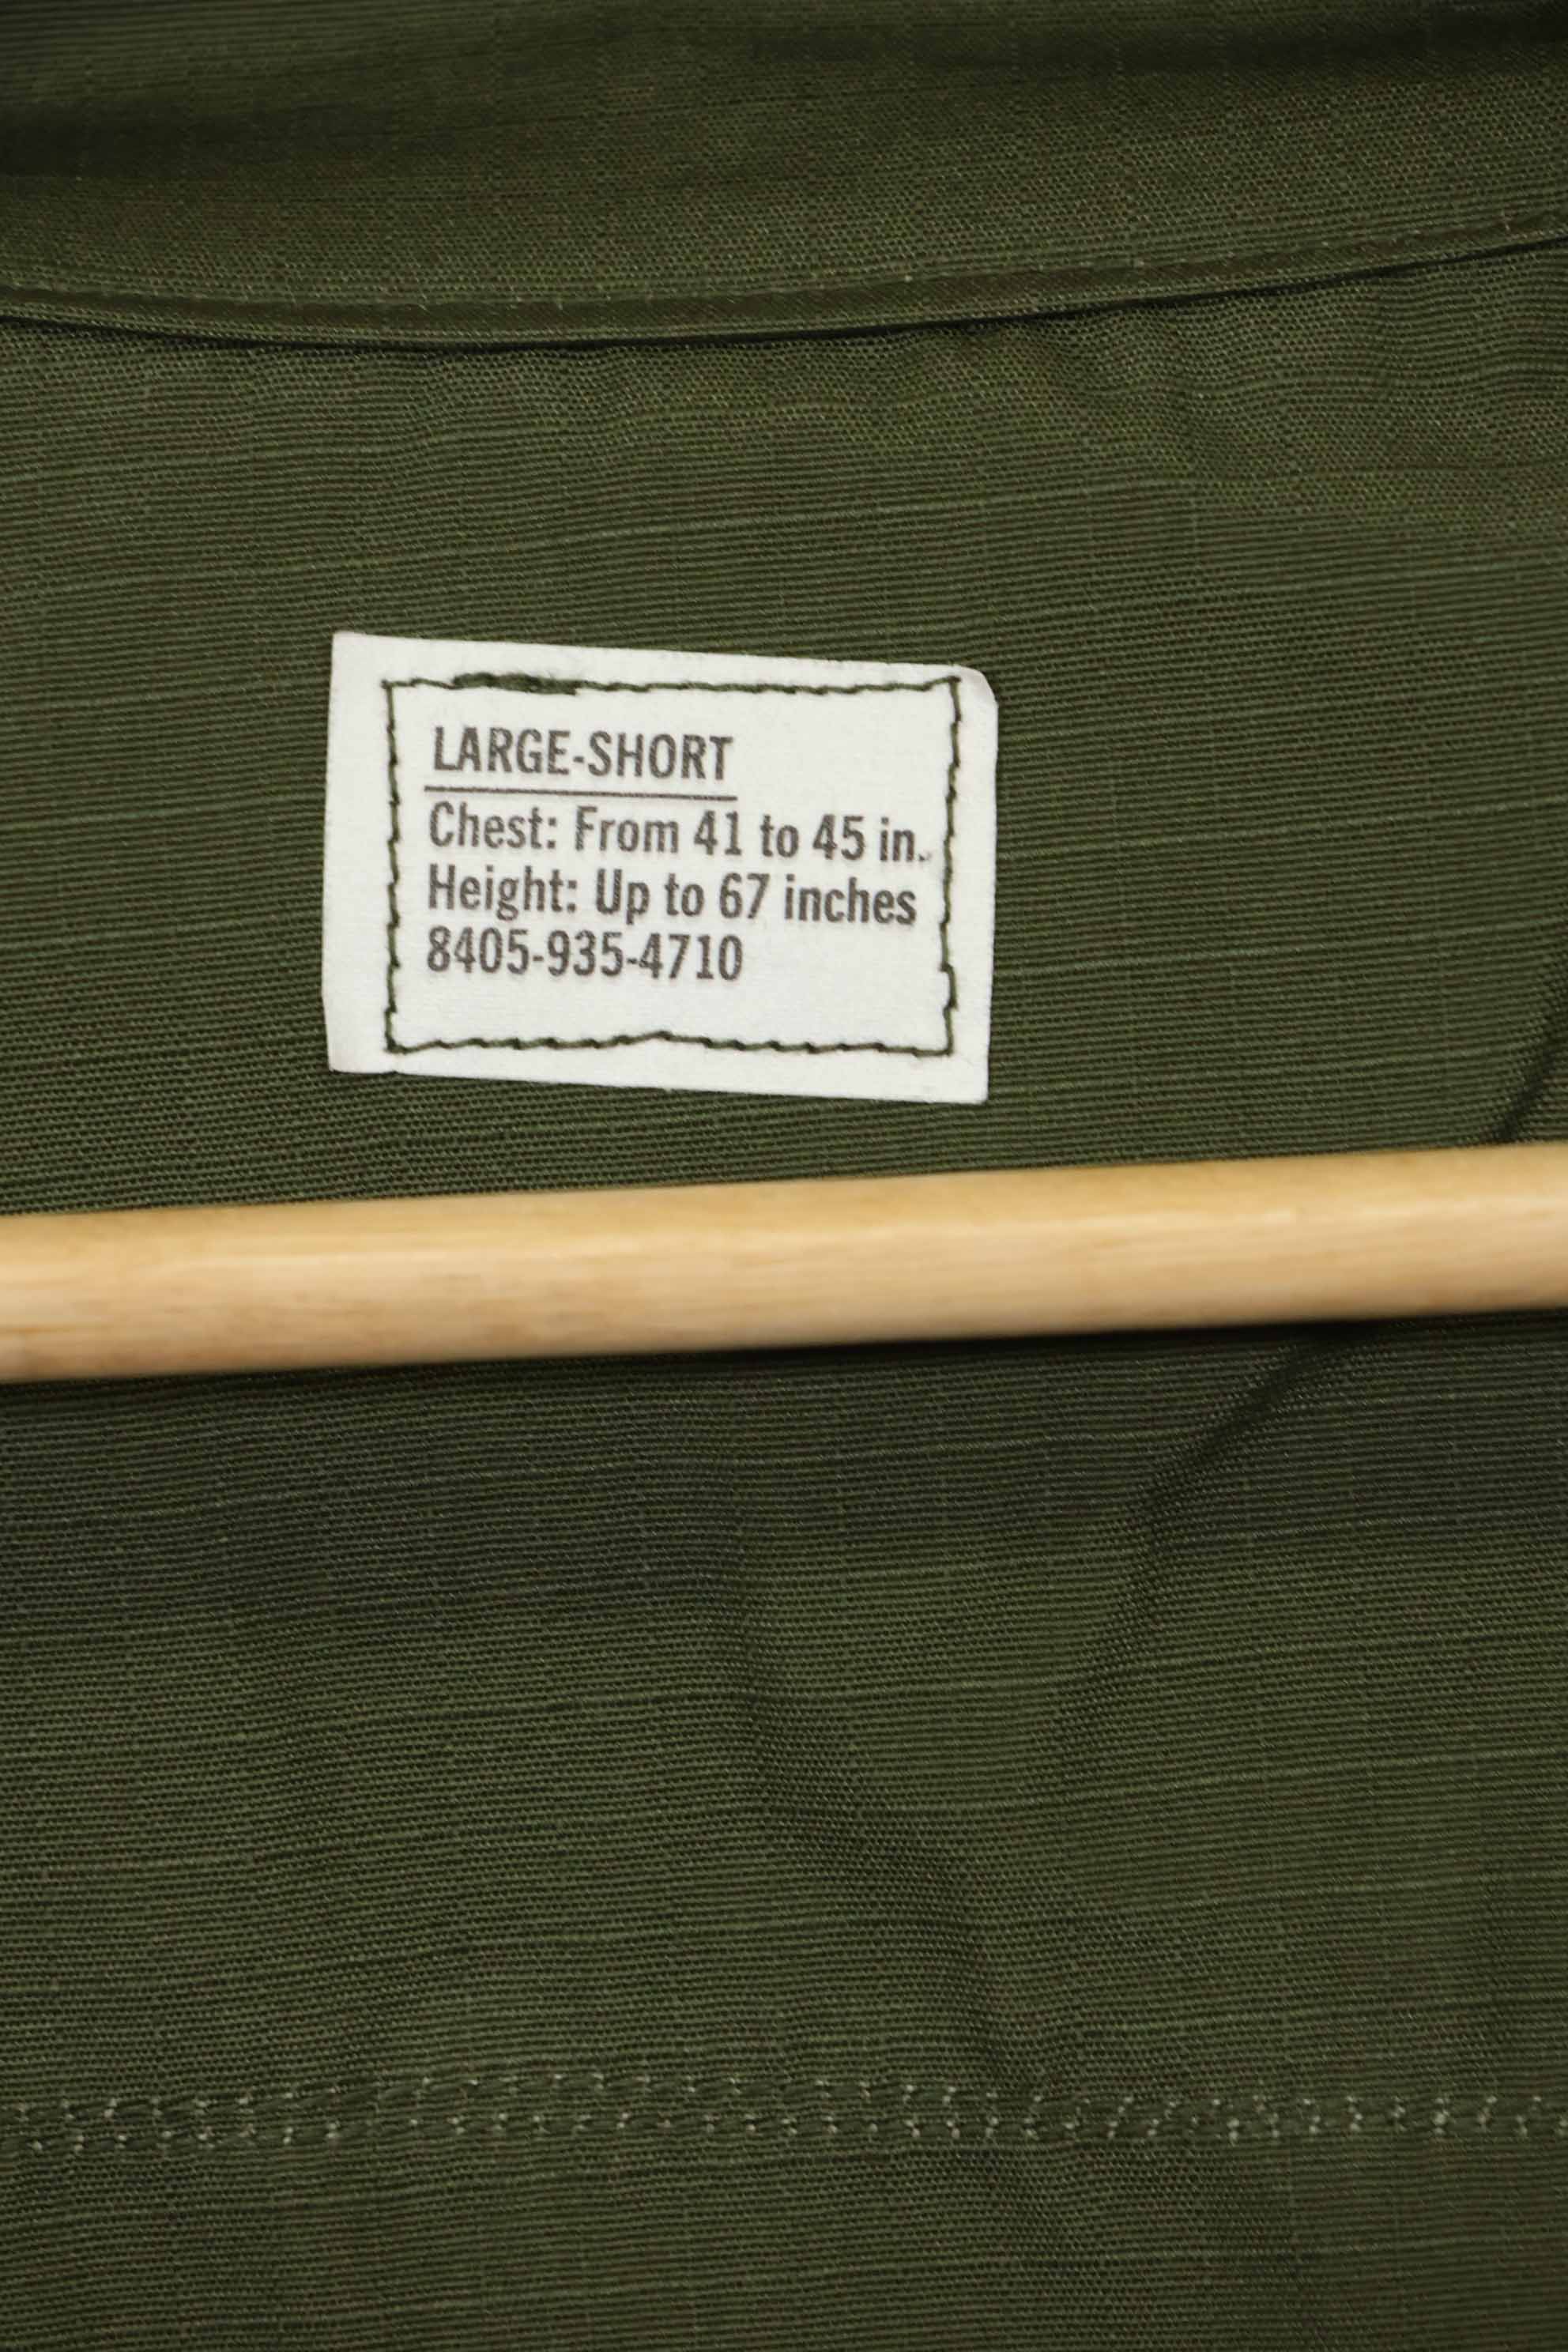 LARGE-SHORT
Chest: From 41 to 45 in.
Height: Up to 67 inches
8405-935-4710